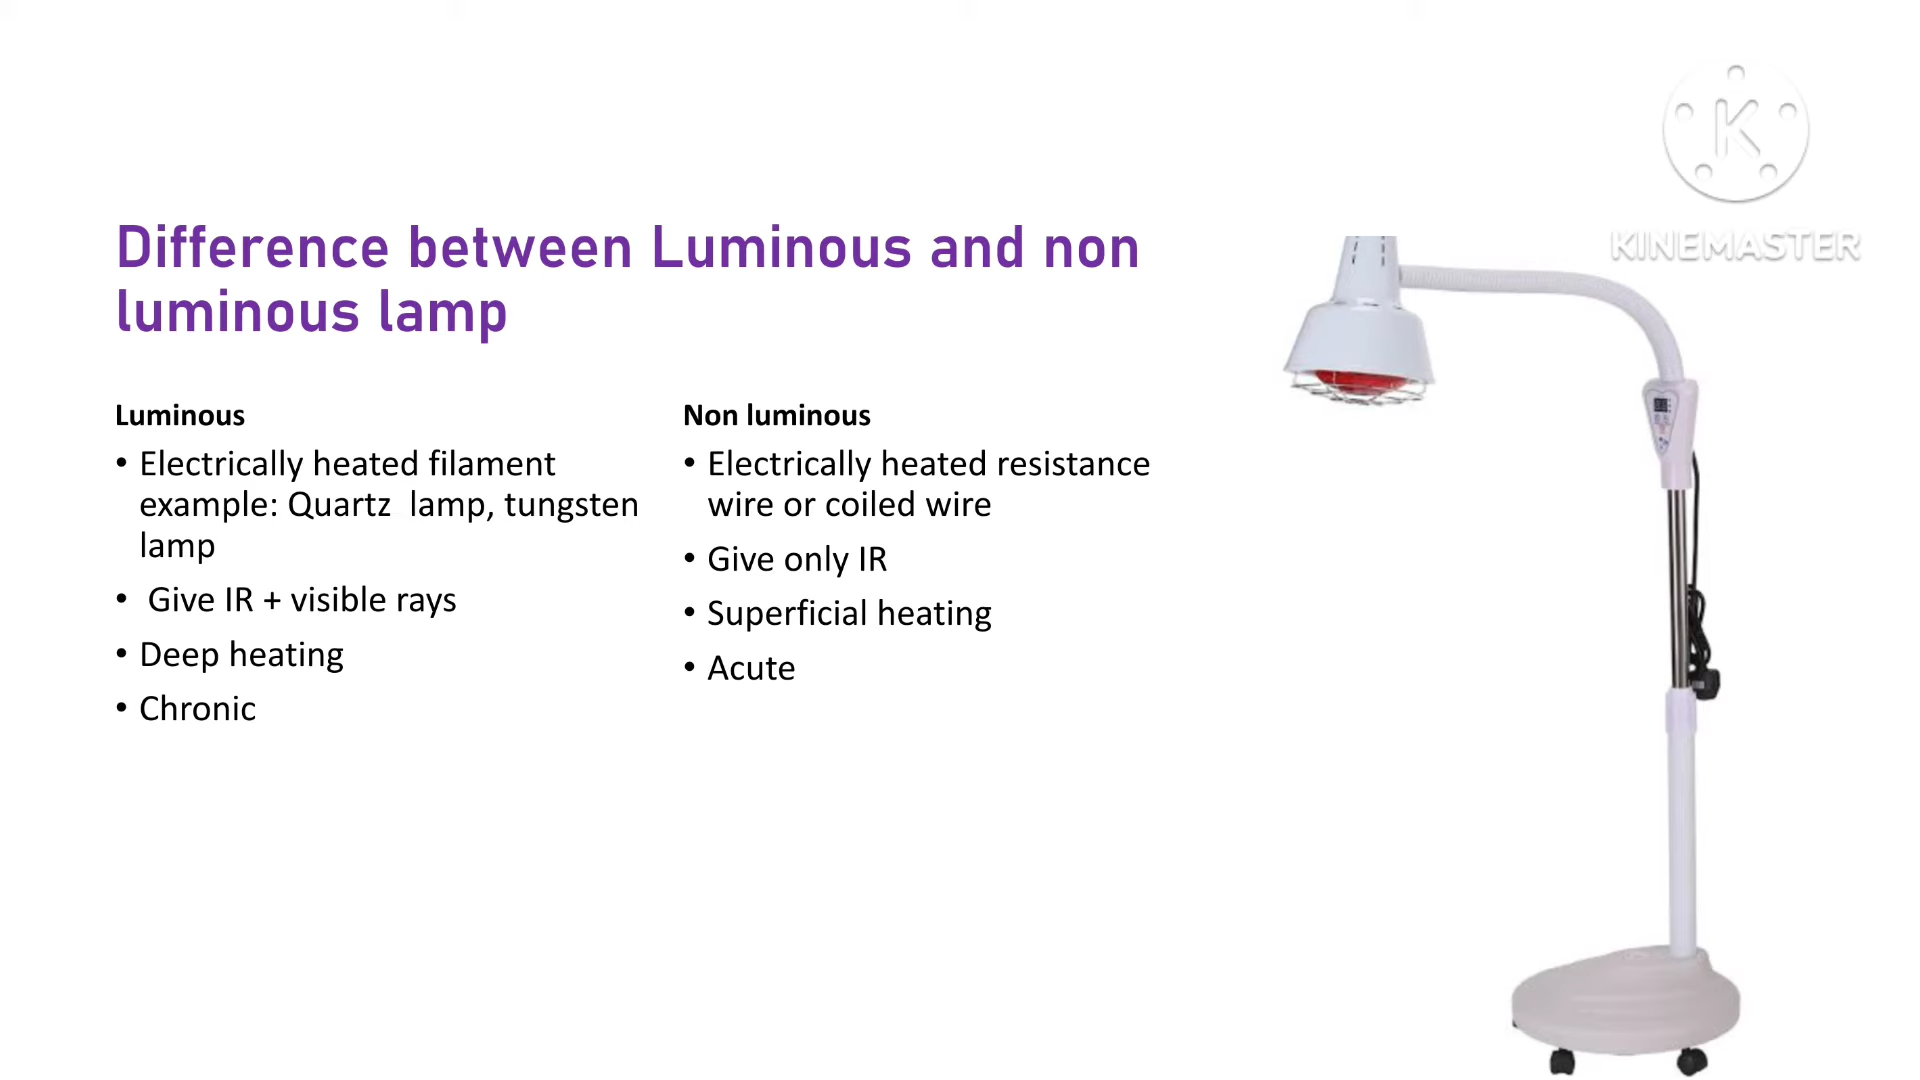 KINEMASTER
Difference between Luminous and non
luminous lamp
Luminous
• Electrically heated filament
example: Quartz lamp, tungsten
lamp
• Give IR + visible rays
• Deep heating
• Chronic
Non luminous
• Electrically heated resistance
wire or coiled wire
• Give only IR
• Superficial heating
• Acute